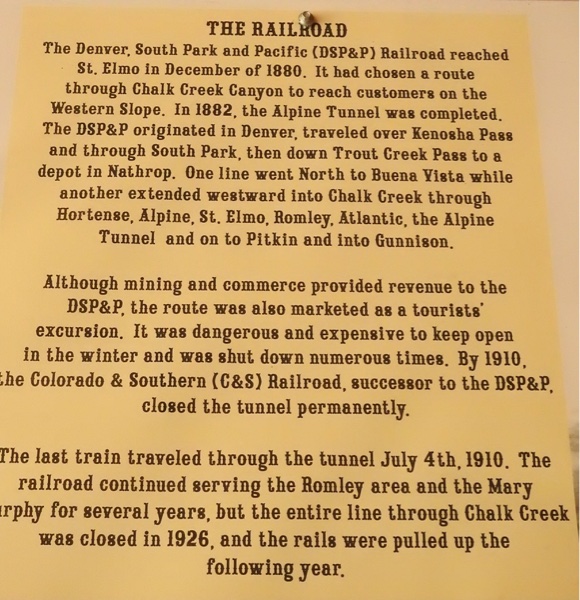 THE RAILROAD
The Denver, South Park and Pacific (DSP&P) Railroad reached
St. Elmo in December of 1880. It had chosen a route
through Chalk Creek Canyon to reach customers on the
Western Slope. In 1882, the Alpine Tunnel was completed.
The DSP&P originated in Denver, traveled over Kenosha Pass
and through South Park, then down Trout Creek Pass to a
depot in Nathrop. One line went North to Buena Vista while
another extended westward into Chalk Creek through
Hortense, Alpine, St. Elmo, Romley, Atlantic, the Alpine
Tunnel and on to Pitkin and into Gunnison.
Although mining and commerce provided revenue to the
DSP&P, the route was also marketed as a tourists'
excursion. It was dangerous and expensive to keep open
in the winter and was shut down numerous times. By 1910,
the Colorado & Southern (C&S) Railroad, successor to the DSP&P,
closed the tunnel permanently.
The last train traveled through the tunnel July 4th, 1910. The
railroad continued serving the Romley area and the Mary
rphy for several years, but the entire line through Chalk Creek
was closed in 1926, and the rails were pulled up the
following year.